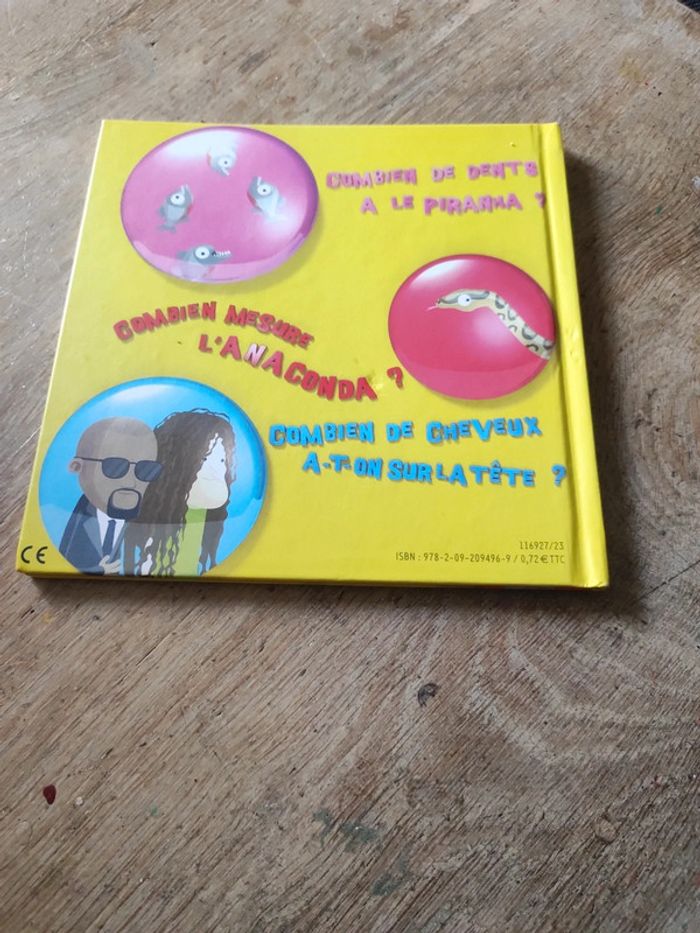 COMBIEN DE DENTS
A LE PIRANHA ?
COMBIEN MESURE
L'ANACONDA ?
COMBIEN DE CHEVEUX
A-T-ON SUR LA TÊTE ?
CE
116927/23
ISBN : 978-2-09-209496-9 / 0,72 € TTC